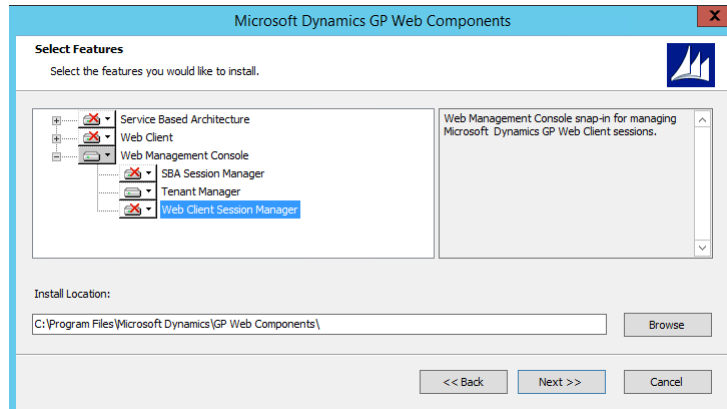 Microsoft Dynamics GP Web Components
X
Select Features
Select the features you would like to install.
Service Based Architecture
Web Client
Web Management Console
SBA Session Manager
Tenant Manager
Web Client Session Manager
Web Management Console snap-in for managing
Microsoft Dynamics GP Web Client sessions.
Install Location:
C:\Program Files\Microsoft Dynamics\GP Web Components\
Browse
<< Back
Next >>
Cancel